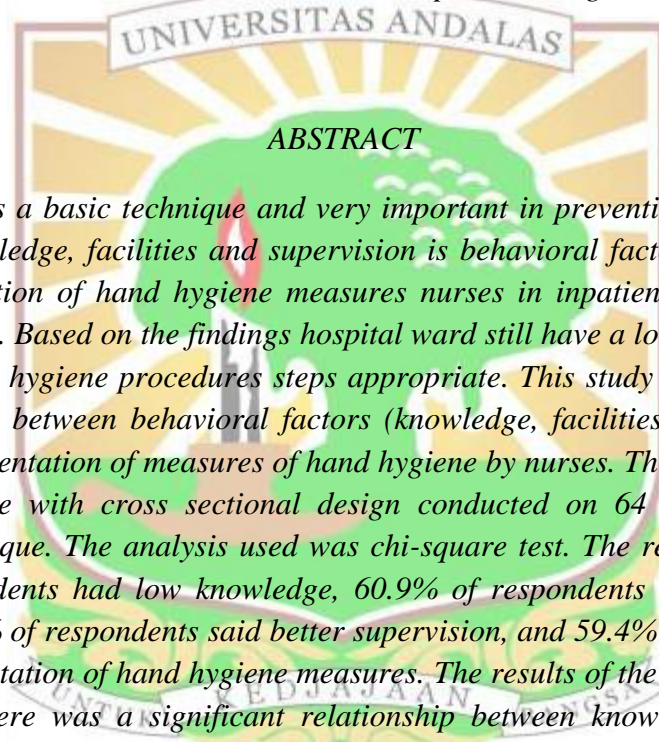 UNIVERSITAS ANDALAS
ABSTRACT
s a basic technique and very important in preventi
ledge, facilities and supervision is behavioral fact
tion of hand hygiene measures nurses in inpatien
. Based on the findings hospital ward still have a lo
hygiene procedures steps appropriate. This study
between behavioral factors (knowledge, facilities
entation of measures of hand hygiene by nurses. Th
e with cross sectional design conducted on 64
que. The analysis used was chi-square test. The re
dents had low knowledge, 60.9% of respondents
% of respondents said better supervision, and 59.4%
tation of hand hygiene measures. The results of the
UNTUK KEDJAJAAN BANGSA
ere was a significant relationship between know